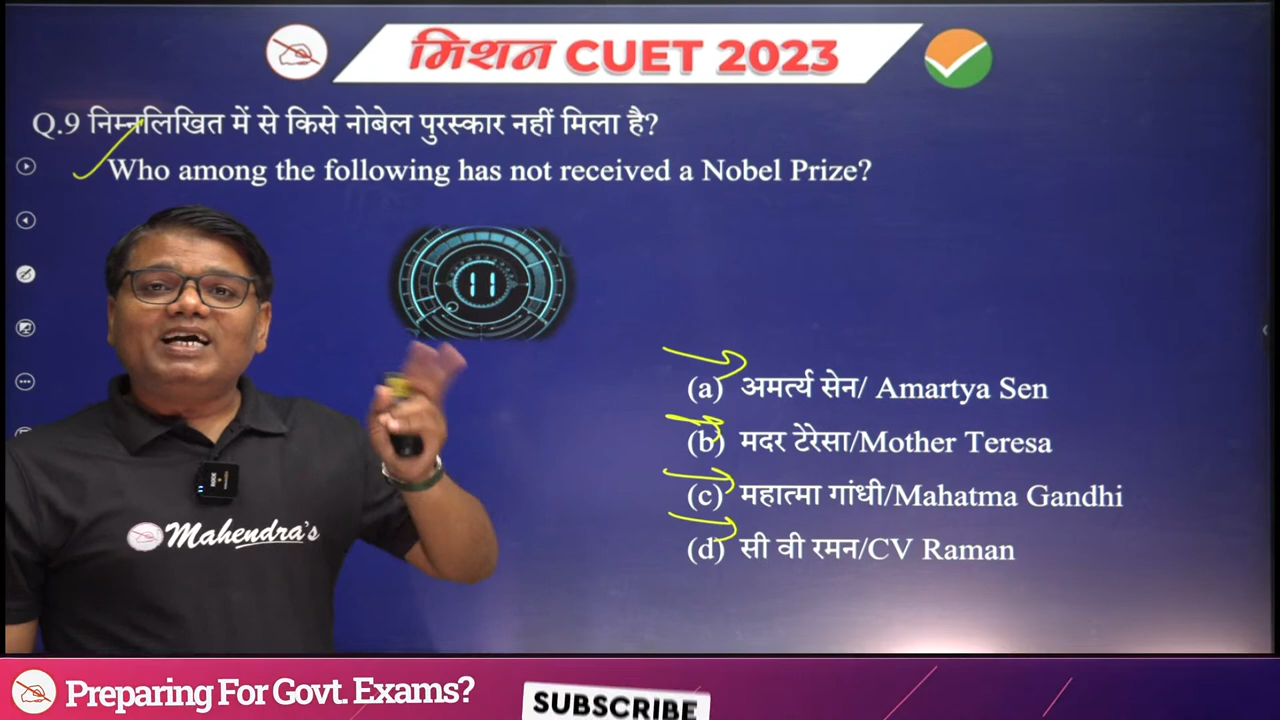 मिशन CUET 2023
Q.9 निम्नलिखित में से किसे नोबेल पुरस्कार नहीं मिला है?
Who among the following has not received a Nobel Prize?
11
(a) अमर्त्य सेन/ Amartya Sen
(b) मदर टेरेसा/Mother Teresa
(c) महात्मा गांधी/Mahatma Gandhi
(d) सी वी रमन/CV Raman
Mahendra's
Preparing For Govt. Exams?
SUBSCRIBE